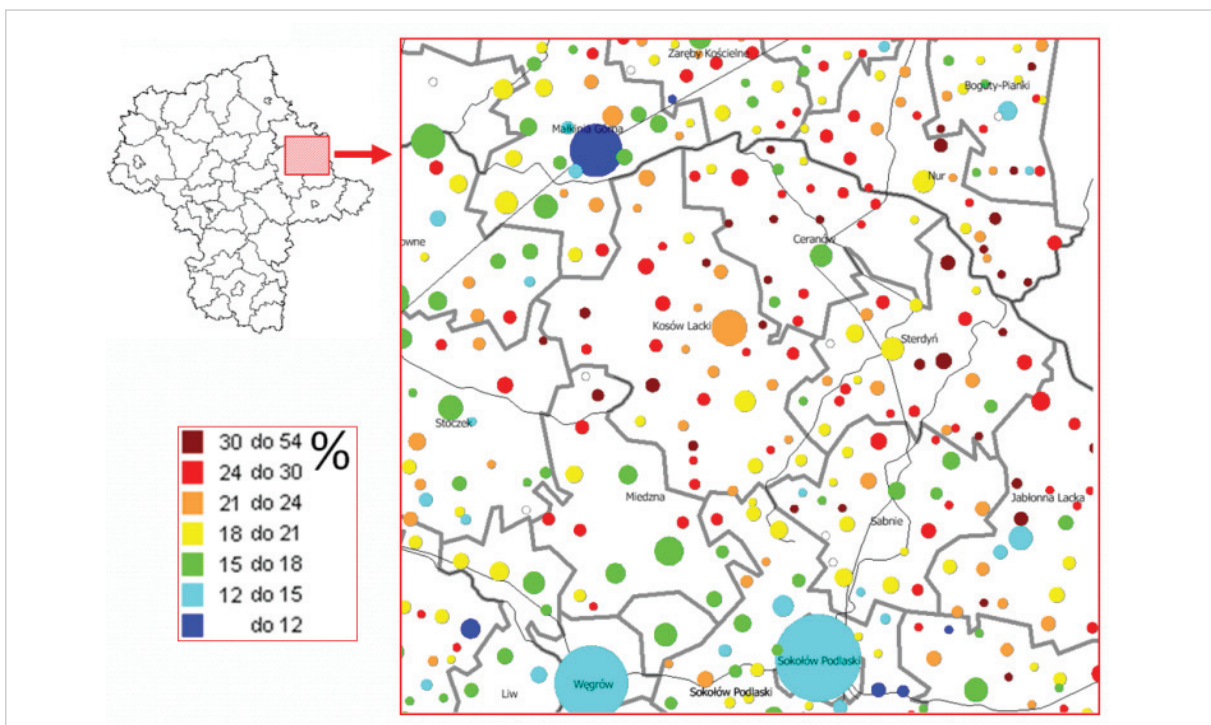 Zaręby Kościelne
Boguty-Pianki
Małkinia Górna
Nur
owne
Ceranów
Kosów Lacki
Sterdyń
Stoczek
30 do 54 %
24 do 30
21 do 24
18 do 21
15 do 18
12 do 15
do 12
Miedzna
Jabłonna Lacka
Sabnie
Sokołów Podlaski
Węgrów
Liw
Sokołów Podlaski